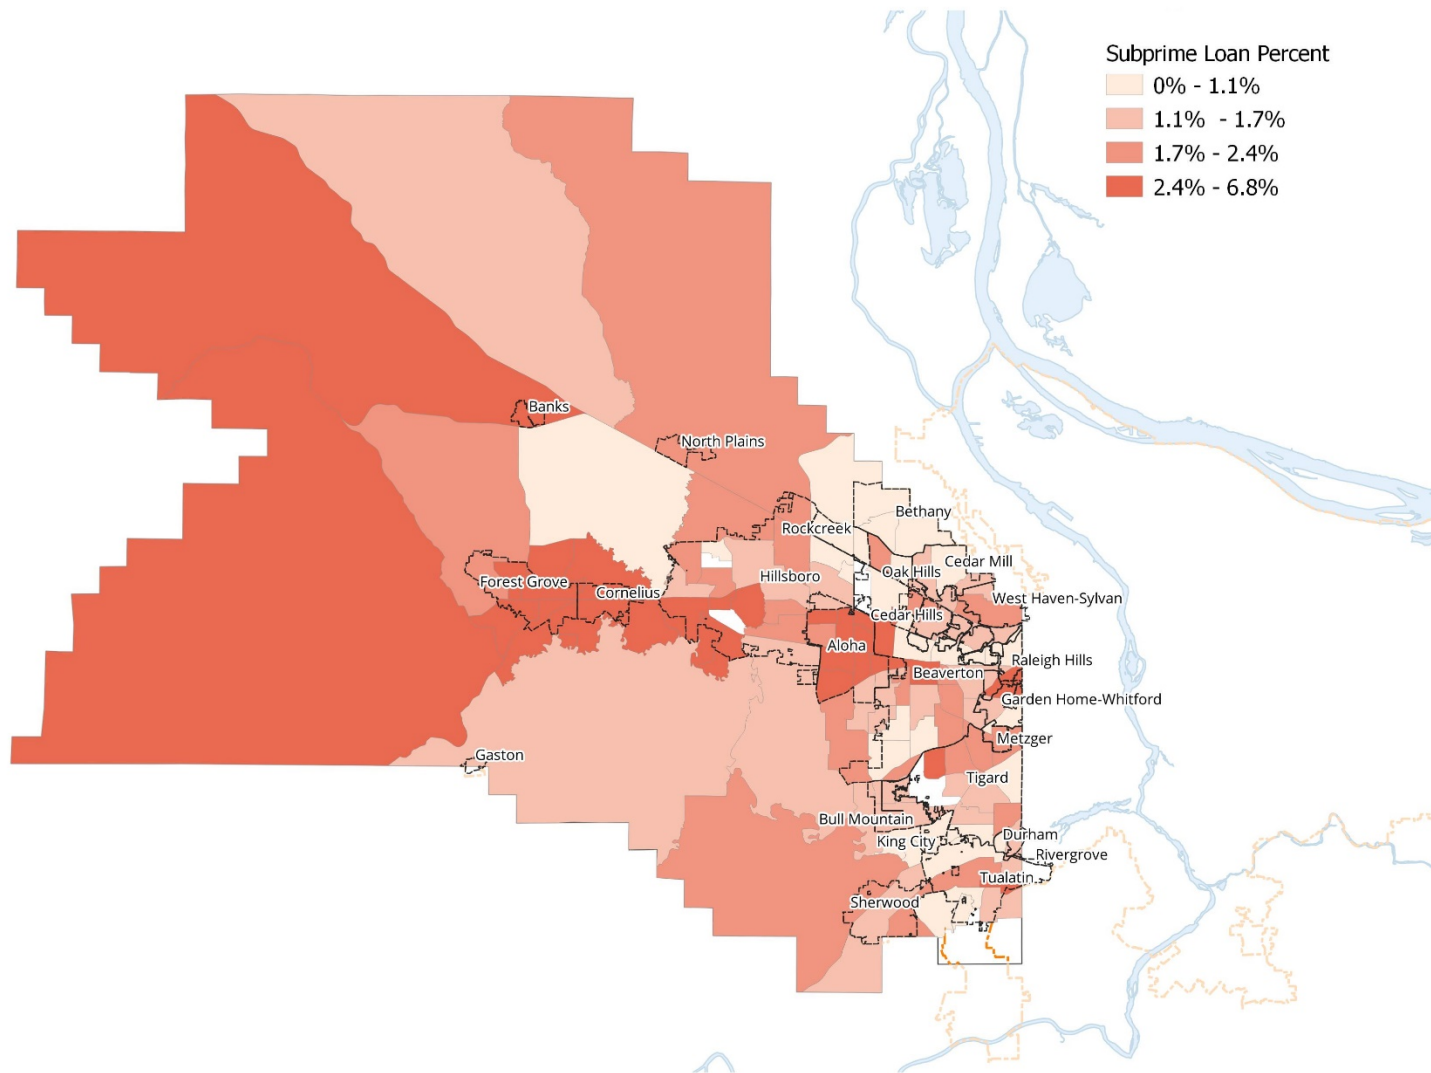 Subprime Loan Percent
0% - 1.1%
1.1% - 1.7%
1.7% - 2.4%
2.4% - 6.8%
Banks
North Plains
Bethany
Rockcreek
Cedar Mill
Oak Hills
Hillsboro
Forest Grove
Cornelius
West Haven-Sylvan
Cedar Hills
Aloha
Raleigh Hills
Beaverton
Garden Home-Whitford
Metzger
Gaston
Tigard
Bull Mountain
Durham
King City
Rivergrove
Tualatin
Sherwood